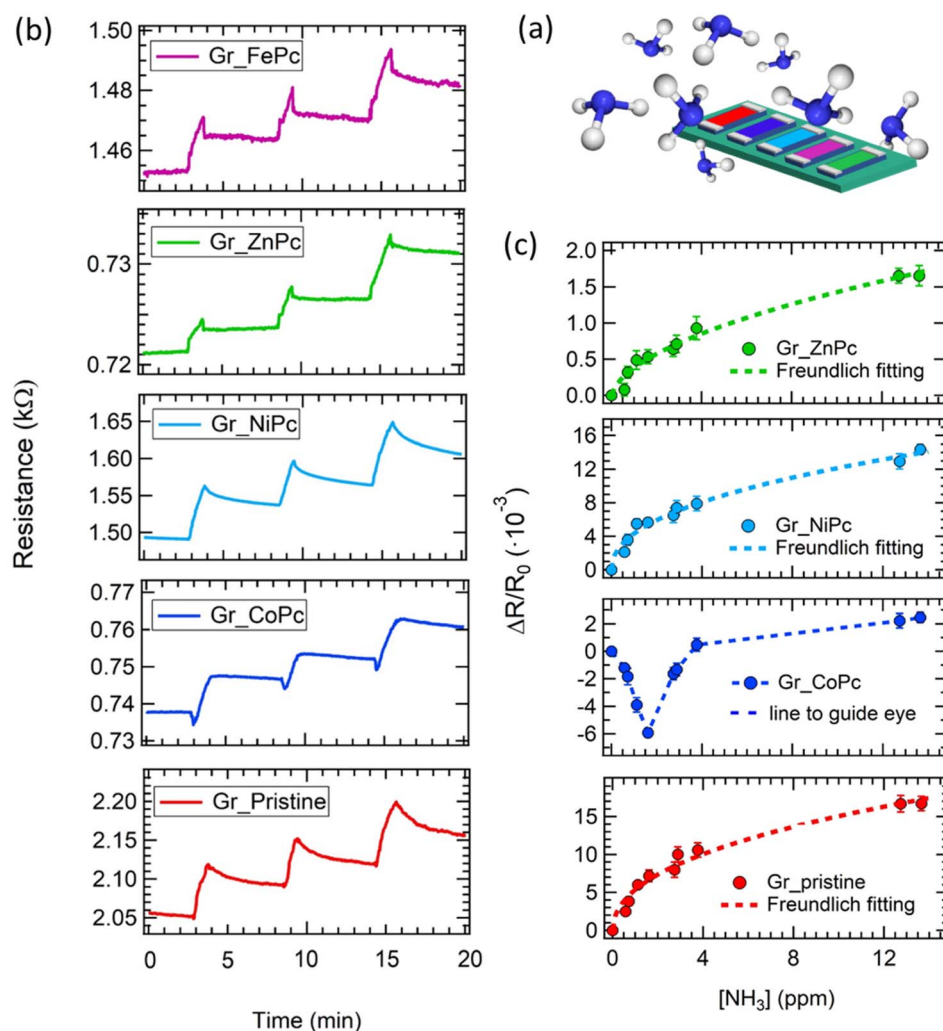 (b)
1.50
1.48
1.46
Gr_FePc
0.73
0.72
Gr_ZnPc
1.65
1.60
1.55
1.50
Gr_NiPc
0.77
0.76
0.75
0.74
0.73
Gr_CoPc
2.20
2.15
2.10
2.05
Gr_Pristine
0 5 10 15 20
Time (min)
Resistance (kΩ)
(a)
(c)
2.0
1.5
1.0
0.5
0.0
Gr_ZnPc
Freundlich fitting
16
12
8
4
0
Gr_NiPc
Freundlich fitting
2
0
-2
-4
-6
Gr_CoPc
line to guide eye
15
10
5
0
Gr_pristine
Freundlich fitting
0 4 8 12
[NH₃] (ppm)
ΔR/R₀ (·10⁻³)